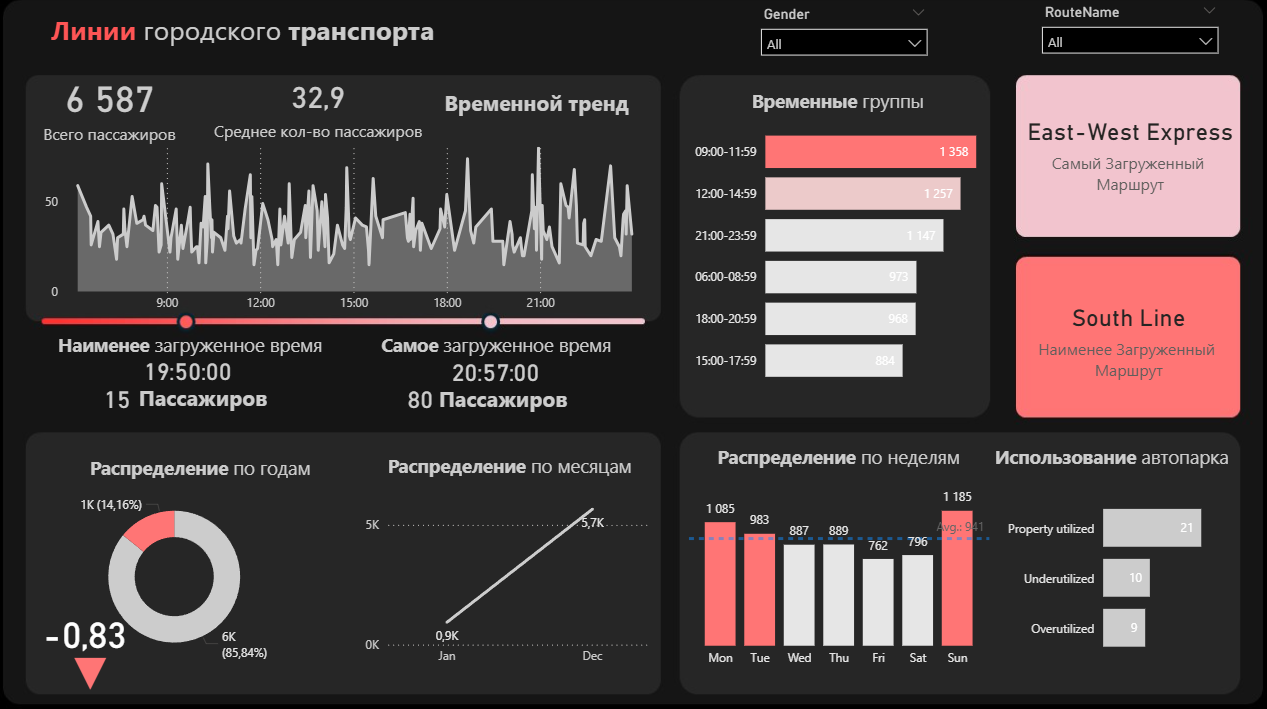 Линии городского транспорта
Gender
All
RouteName
All
6 587
Всего пассажиров
32,9
Среднее кол-во пассажиров
Временной тренд
50
0
9:00
12:00
15:00
18:00
21:00
Наименее загруженное время
19:50:00
15 Пассажиров
Самое загруженное время
20:57:00
80 Пассажиров
Временные группы
09:00-11:59 1 358
12:00-14:59 1 257
21:00-23:59 1 147
06:00-08:59 973
18:00-20:59 968
15:00-17:59 884
East-West Express
Самый Загруженный
Маршрут
South Line
Наименее Загруженный
Маршрут
Распределение по годам
1K (14,16%)
6K
(85,84%)
-0,83
Распределение по месяцам
5K
5,7K
0K
0,9K
Jan
Dec
Распределение по неделям
1 085
983
887
889
762
796
1 185
Avg.: 941
Mon
Tue
Wed
Thu
Fri
Sat
Sun
Использование автопарка
Property utilized 21
Underutilized 10
Overutilized 9